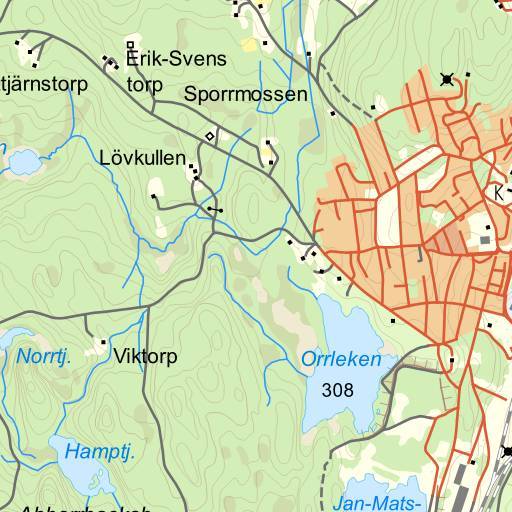 Erik-Svens
torp
tjärnstorp
Sporrmossen
Lövkullen
K
Norrtj.
Viktorp
Orrleken
308
Hamptj.
Jan-Mats-